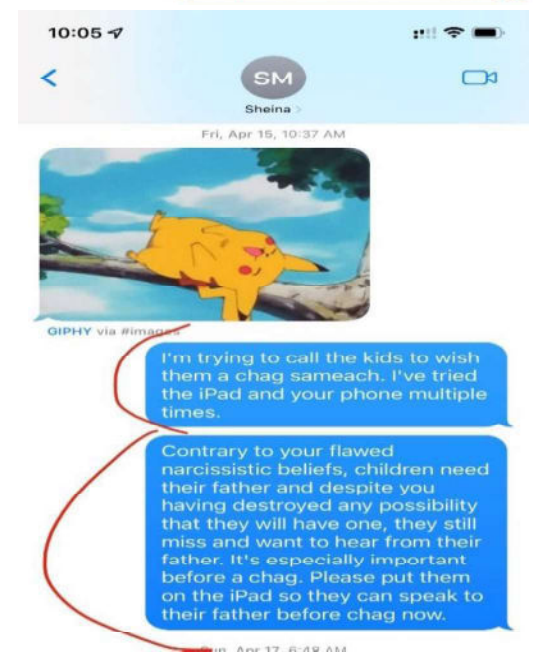 10:05
SM
Sheina >
Fri, Apr 15, 10:37 AM
GIPHY via #images
I'm trying to call the kids to wish
them a chag sameach. I've tried
the iPad and your phone multiple
times.
Contrary to your flawed
narcissistic beliefs, children need
their father and despite you
having destroyed any possibility
that they will have one, they still
miss and want to hear from their
father. It's especially important
before a chag. Please put them
on the iPad so they can speak to
their father before chag now.
Sun, Apr 17, 6:48 AM